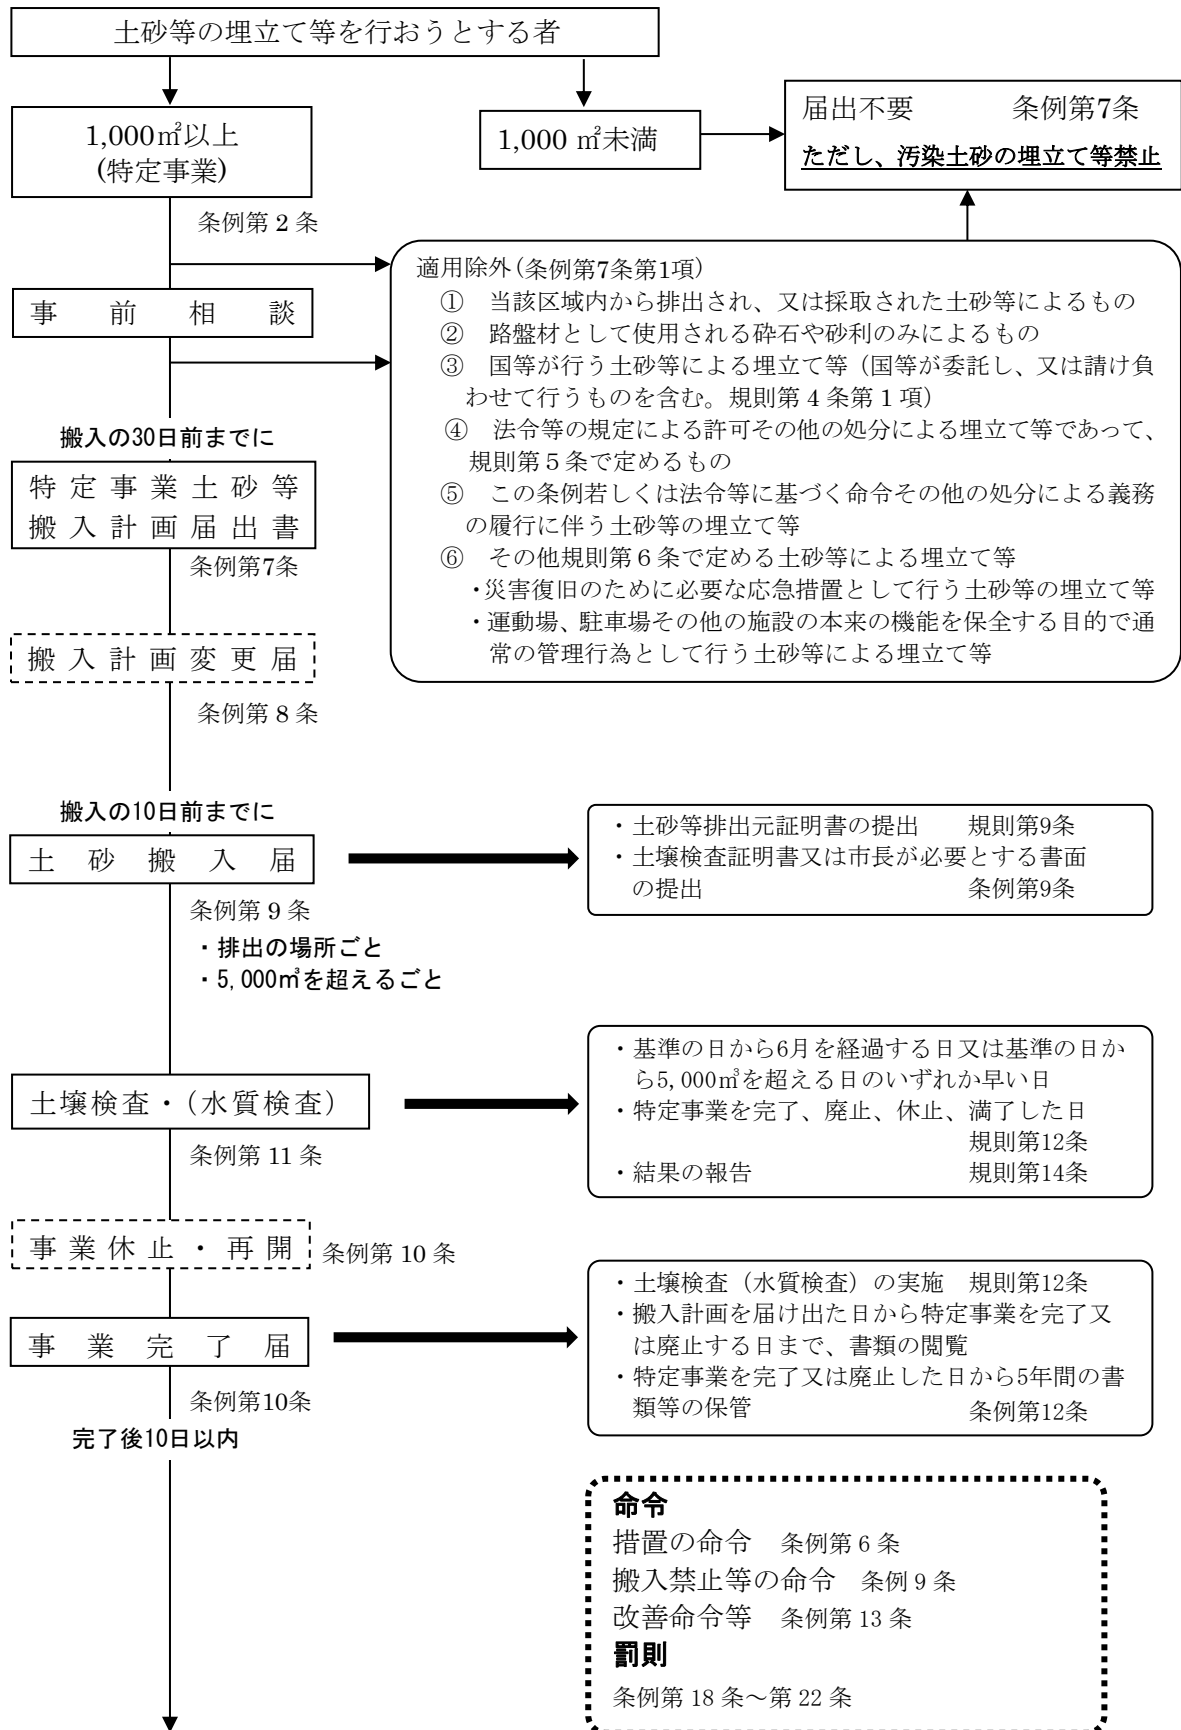 土砂等の埋立て等を行おうとする者
1,000㎡以上
(特定事業)
条例第 2 条
1,000 ㎡未満
届出不要　　　条例第7条
ただし、汚染土砂の埋立て等禁止
適用除外(条例第7条第1項)
①　当該区域内から排出され、又は採取された土砂等によるもの
②　路盤材として使用される砕石や砂利のみによるもの
③　国等が行う土砂等による埋立て等（国等が委託し、又は請け負
わせて行うものを含む。規則第 4 条第 1 項）
④　法令等の規定による許可その他の処分による埋立て等であって、
規則第５条で定めるもの
⑤　この条例若しくは法令等に基づく命令その他の処分による義務
の履行に伴う土砂等の埋立て等
⑥　その他規則第６条で定める土砂等による埋立て等
・災害復旧のために必要な応急措置として行う土砂等の埋立て等
・運動場、駐車場その他の施設の本来の機能を保全する目的で通
常の管理行為として行う土砂等による埋立て等
事　前　相　談
搬入の30日前までに
特定事業土砂等
搬入計画届出書
条例第7条
搬入計画変更届
条例第 8 条
搬入の10日前までに
土　砂　搬　入　届
条例第 9 条
・排出の場所ごと
・5,000㎥を超えるごと
・土砂等排出元証明書の提出　　規則第9条
・土壌検査証明書又は市長が必要とする書面
の提出　　　　　　　　　　　条例第9条
土壌検査・（水質検査）
条例第 11 条
・基準の日から6月を経過する日又は基準の日か
ら5,000㎥を超える日のいずれか早い日
・特定事業を完了、廃止、休止、満了した日
規則第12条
・結果の報告　　　　　　　　　規則第14条
事業休止・再開
条例第 10 条
事　業　完　了　届
条例第10条
完了後10日以内
・土壌検査（水質検査）の実施　規則第12条
・搬入計画を届け出た日から特定事業を完了又
は廃止する日まで、書類の閲覧
・特定事業を完了又は廃止した日から5年間の書
類等の保管　　　　　　　　　条例第12条
命令
措置の命令　条例第 6 条
搬入禁止等の命令　条例 9 条
改善命令等　条例第 13 条
罰則
条例第 18 条～第 22 条